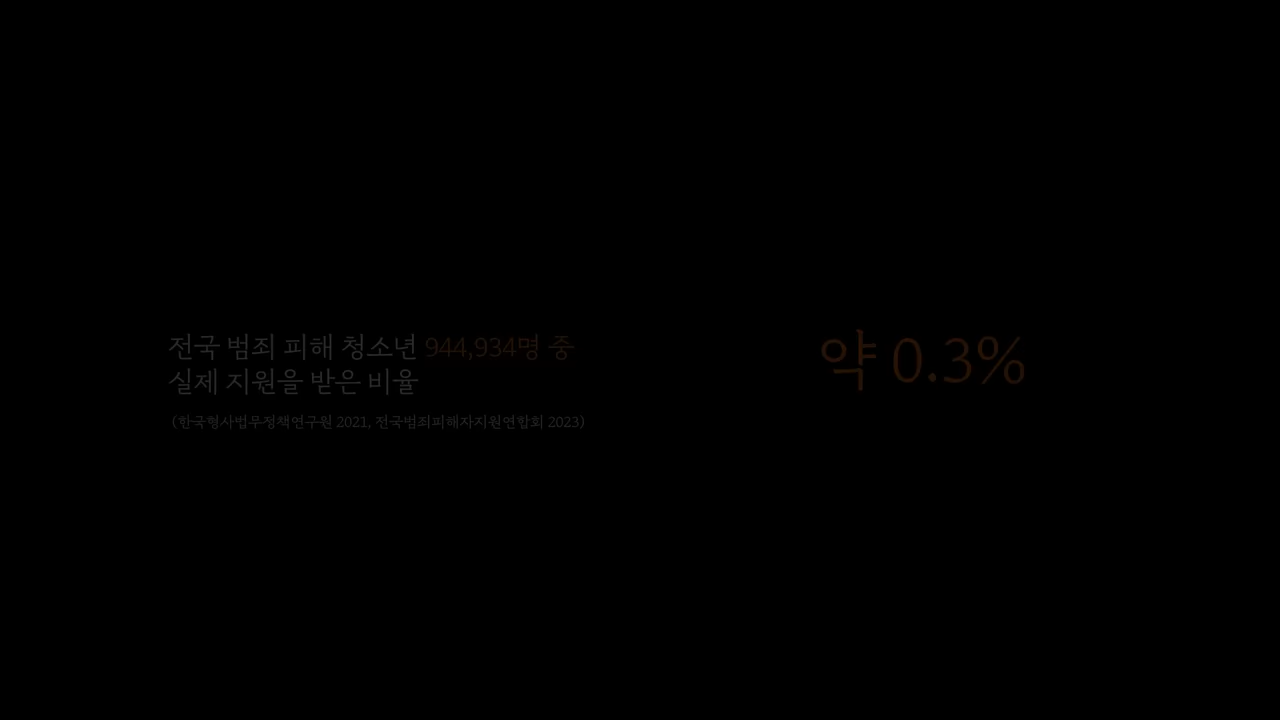 전국 범죄 피해 청소년 944,934명 중
실제 지원을 받은 비율
(한국형사법무정책연구원 2021, 전국범죄피해자지원연합회 2023)
약 0.3%